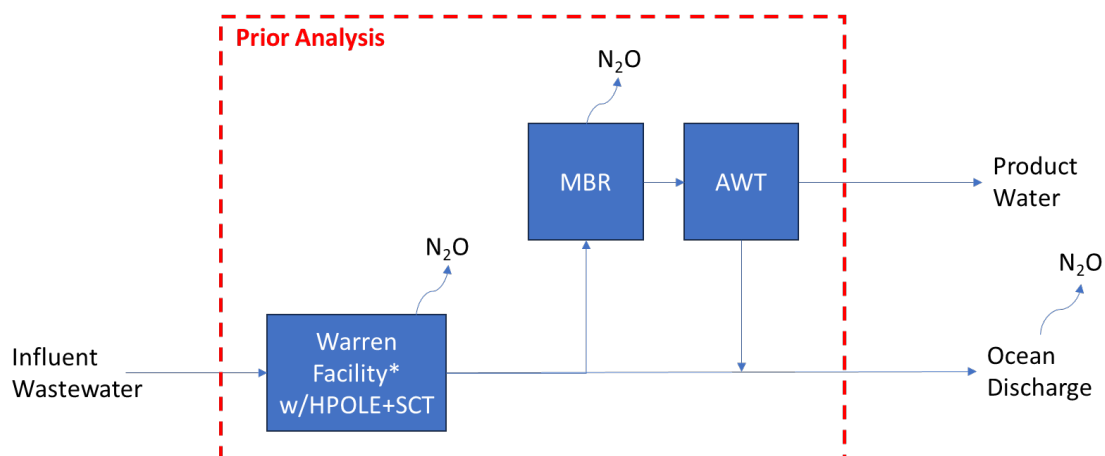 Prior Analysis
N₂O
MBR
AWT
Product
Water
N₂O
N₂O
Warren
Facility*
w/HPOLE+SCT
Influent
Wastewater
Ocean
Discharge